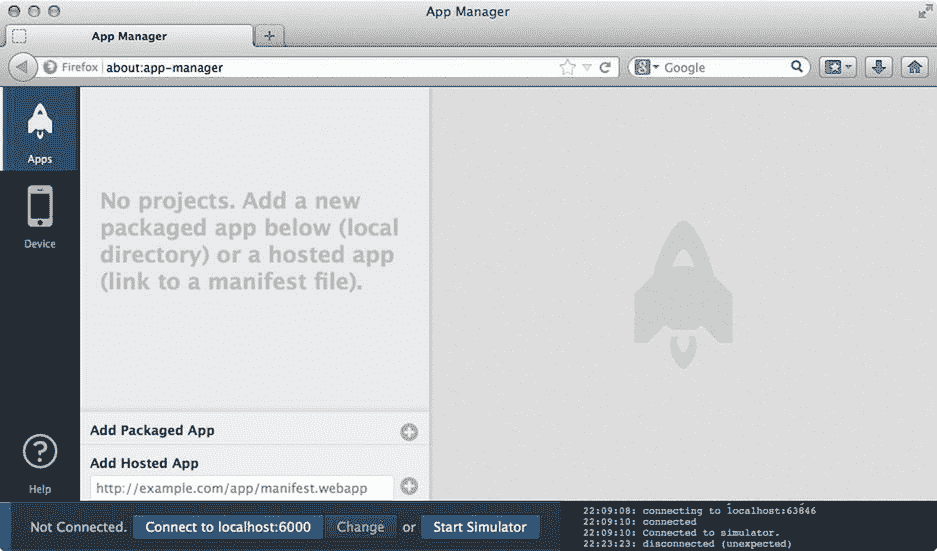 App Manager
App Manager
Firefox about:app-manager
Google
Apps
Device
No projects. Add a new
packaged app below (local
directory) or a hosted app
(link to a manifest file).
Add Packaged App
Add Hosted App
http://example.com/app/manifest.webapp
Help
Not Connected. Connect to localhost:6000 Change or Start Simulator
22:09:08: connecting to localhost:63846
22:09:10: connected
22:09:10: Connected to simulator.
22:23:23: disconnected (unexpected)